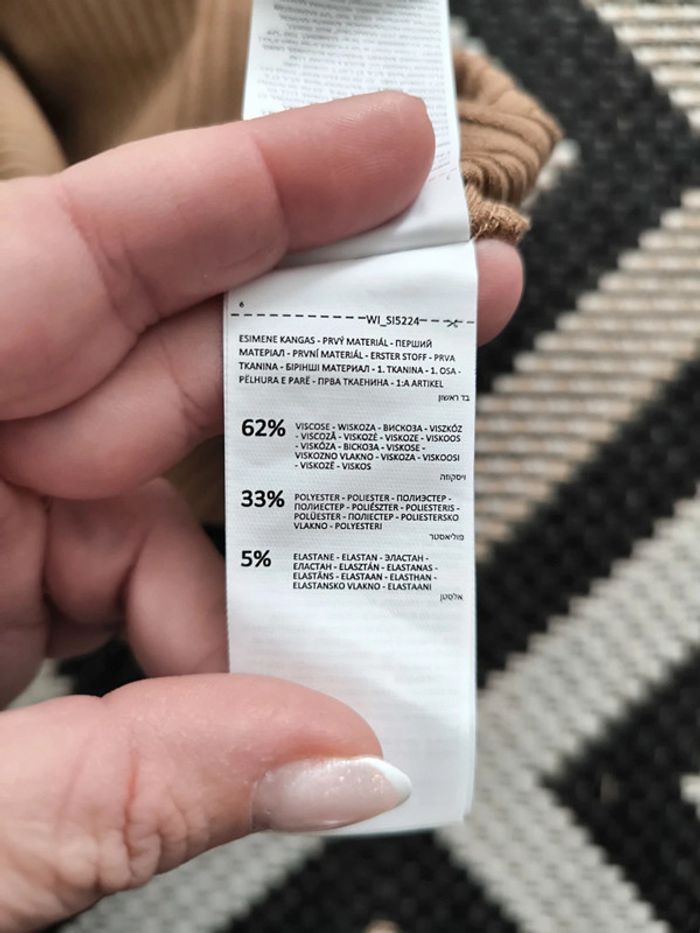 6
WI_SI5224
ESIMENE KANGAS - PRVÝ MATERIÁL - ПЕРШИЙ
МАТЕРІАЛ - PRVNÍ MATERIÁL - ERSTER STOFF - PRVA
TKANINA - БІРІНШІ МАТЕРИАЛ - 1. TKANINA - 1. OSA -
PËLHURA E PARË - ПРВА ТКАЕНИНА - 1:A ARTIKEL
בד ראשון
62% VISCOSE - WISKOZA - ВИСКОЗА - VISZKÓZ
- VISCOZĂ - VISKOZĖ - VISKOZE - VISKOOS
- VISKÓZA - ВІСКОЗА - VISKOSE -
VISKOZNO VLAKNO - VISKOZA - VISKOOSI
- VISKOZË - VISKOS
ויסקוזה
33% POLYESTER - POLIESTER - ПОЛИЭСТЕР -
ПОЛИЕСТЕР - POLIÉSZTER - POLIESTERIS -
POLÜESTER - ПОЛІЕСТЕР - POLIESTERSKO
VLAKNO - POLYESTERI
פוליאסטר
5% ELASTANE - ELASTAN - ЭЛАСТАН -
ЕЛАСТАН - ELASZTÁN - ELASTANAS -
ELASTĀNS - ELASTAAN - ELASTHAN -
ELASTANSKO VLAKNO - ELASTAANI
אלסטן